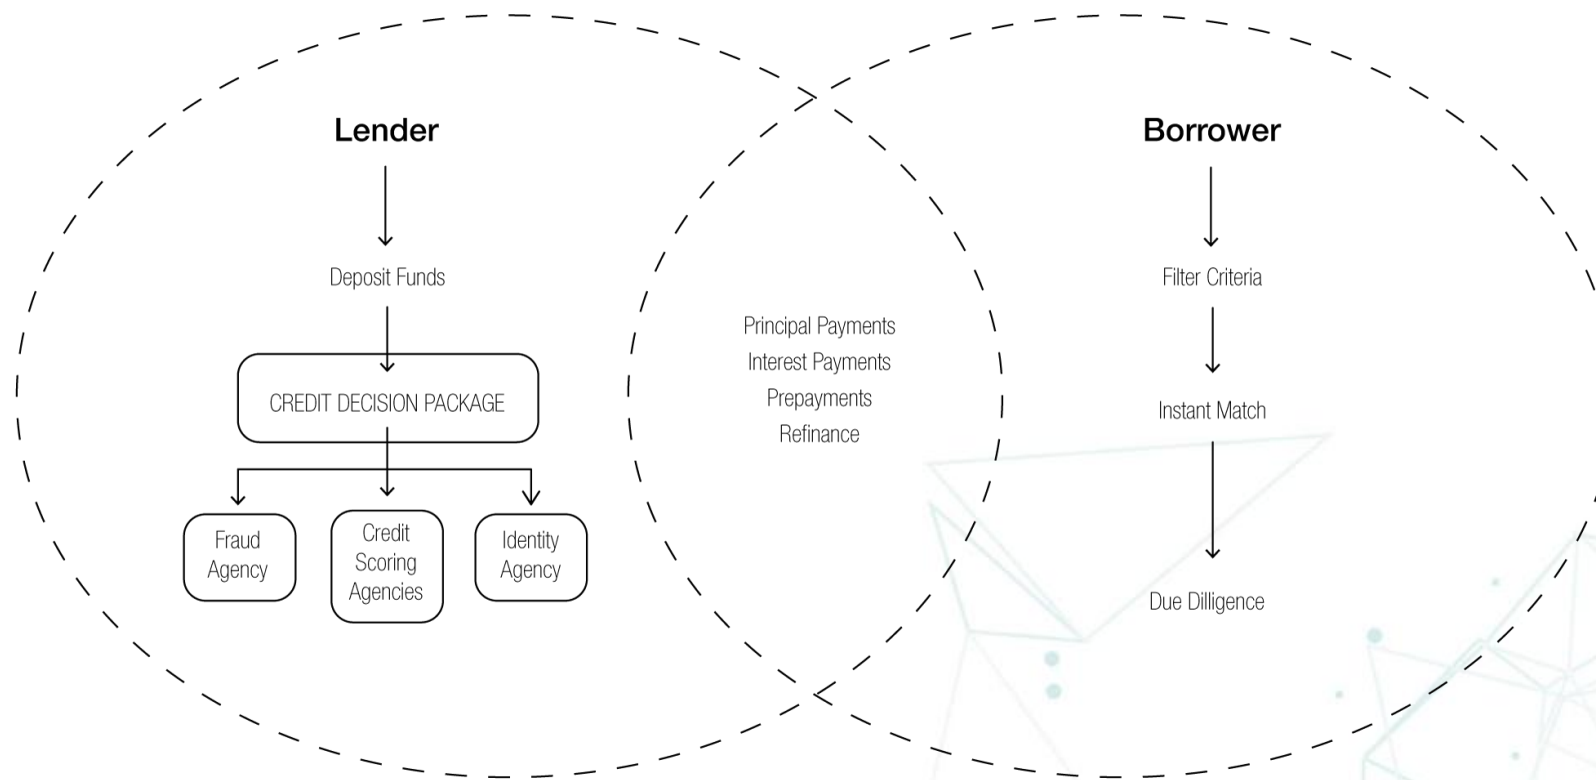 Lender
Deposit Funds
CREDIT DECISION PACKAGE
Fraud
Agency
Credit
Scoring
Agencies
Identity
Agency
Principal Payments
Interest Payments
Prepayments
Refinance
Borrower
Filter Criteria
Instant Match
Due Dilligence